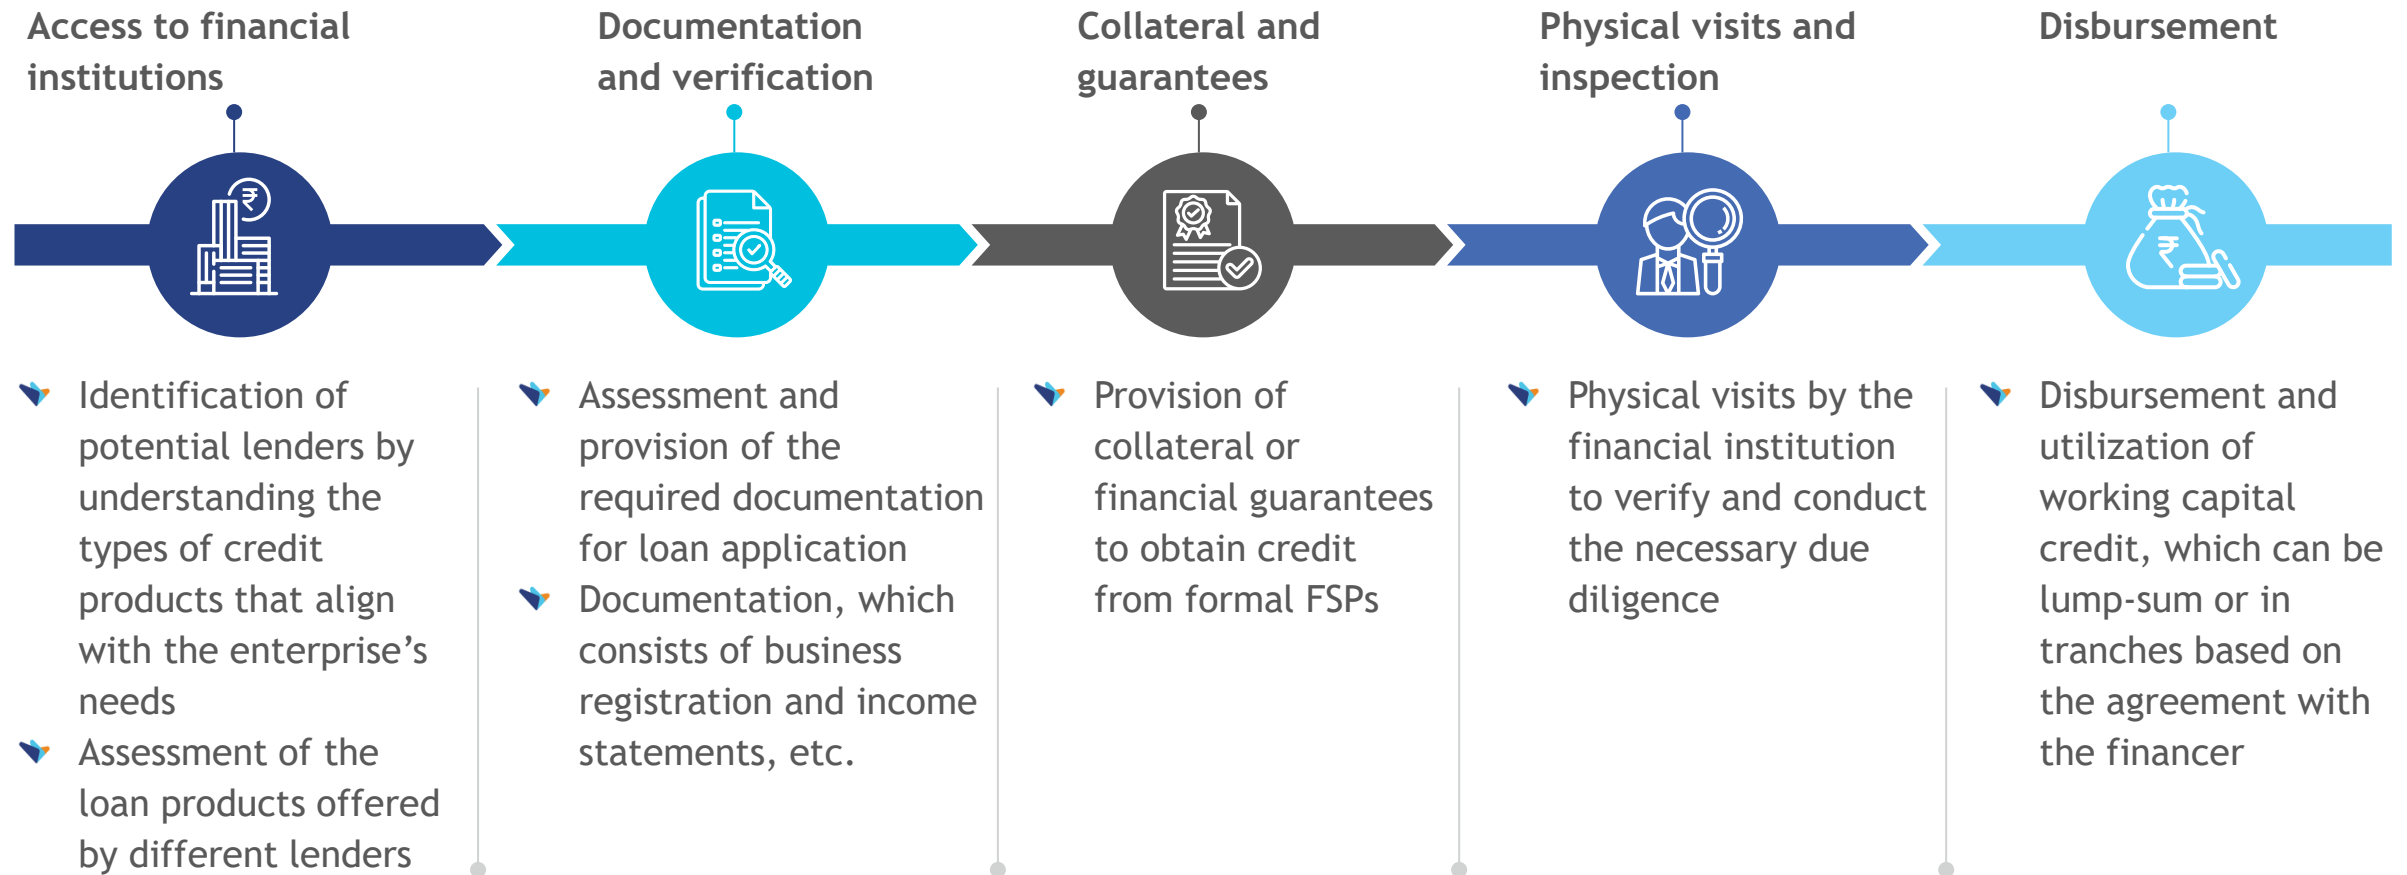 Access to financial
institutions
Documentation
and verification
Collateral and
guarantees
Physical visits and
inspection
Disbursement
₹
₹
Identification of
potential lenders by
understanding the
types of credit
products that align
with the enterprise’s
needs
Assessment of the
loan products offered
by different lenders
Assessment and
provision of the
required documentation
for loan application
Documentation, which
consists of business
registration and income
statements, etc.
Provision of
collateral or
financial guarantees
to obtain credit
from formal FSPs
Physical visits by the
financial institution
to verify and conduct
the necessary due
diligence
Disbursement and
utilization of
working capital
credit, which can be
lump-sum or in
tranches based on
the agreement with
the financer